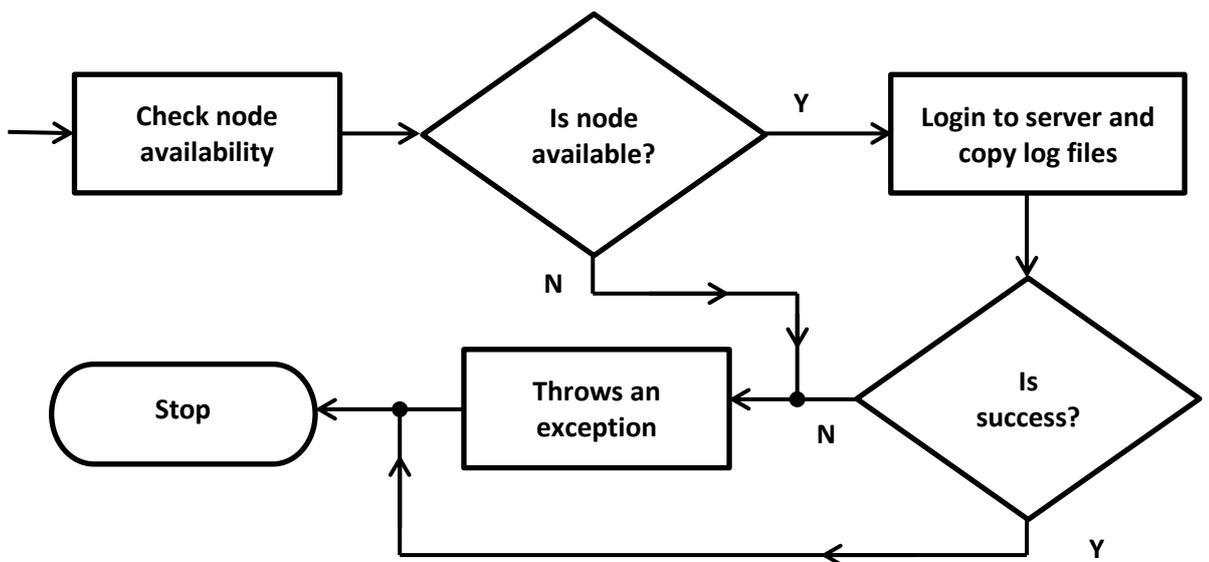 Check node
availability
Is node
available?
Y
Login to server and
copy log files
N
Is
success?
N
Throws an
exception
Stop
Y